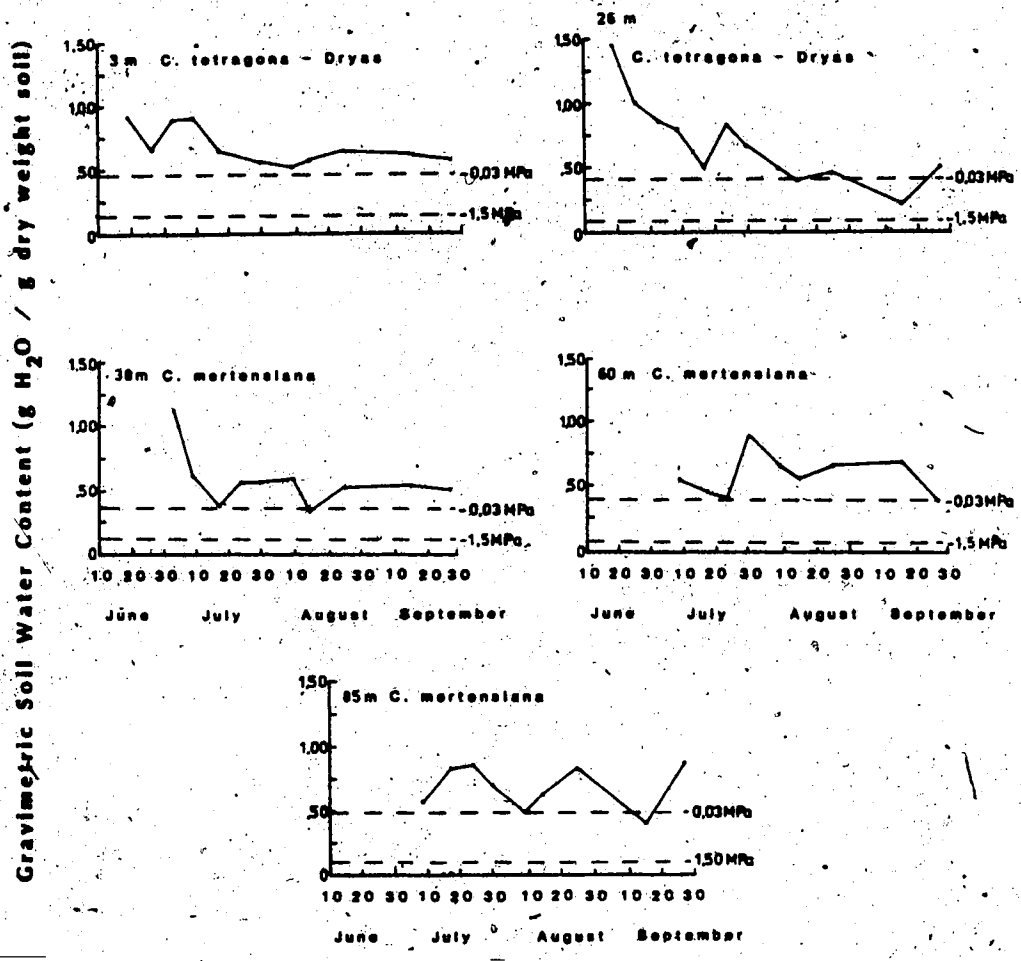 Gravimetric Soil Water Content (g H₂O / g dry weight soil)
3 m C. tetragona – Dryas
1,50
1,00
,50
0
-0,03 MPa
-1,5 MPa
26 m
C. tetragona – Dryas
1,50
1,00
,50
0
-0,03 MPa
-1,5 MPa
38m C. mertensiana
1,50
1,00
,50
0
-0,03 MPa
-1,5 MPa
10 20 30 10 20 30 10 20 30 10 20 30
June July August September
60 m C. mertensiana
1,50
1,00
,50
0
-0,03 MPa
-1,5 MPa
10 20 30 10 20 30 10 20 30 10 20 30
June July August September
85 m C. mertensiana
1,50
1,00
,50
0
-0,03 MPa
-1,50 MPa
10 20 30 10 20 30 10 20 30 10 20 30
June July August September